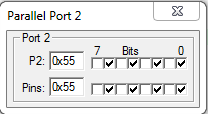 Parallel Port 2
Port 2
7 Bits 0
P2: 0x55
Pins: 0x55